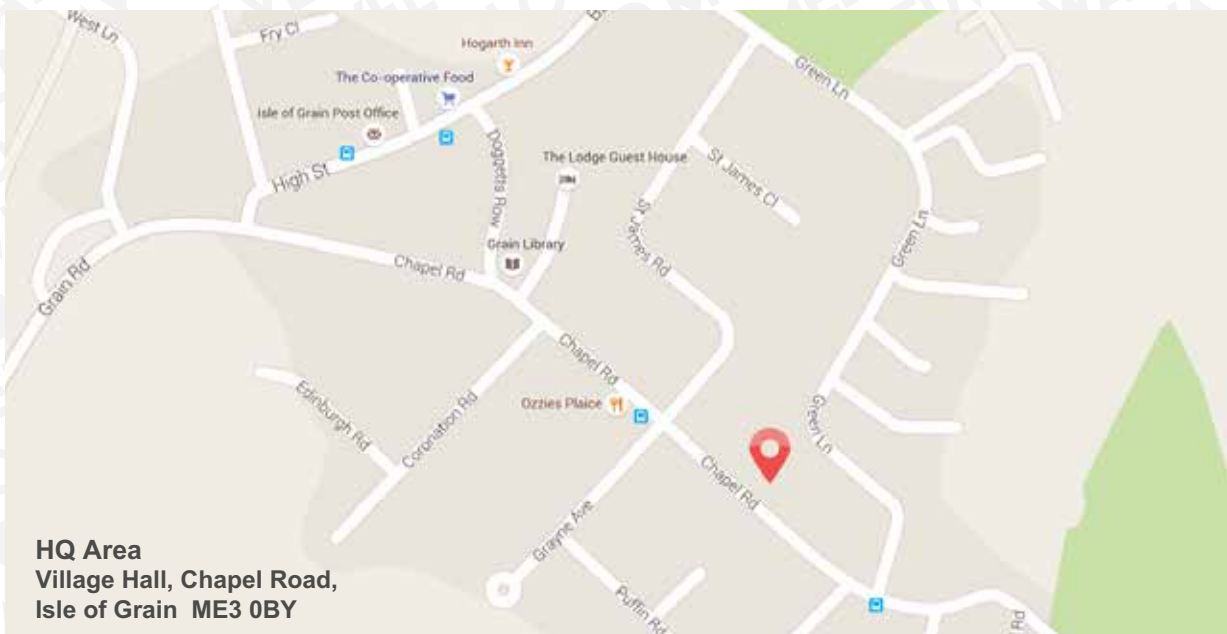 West Ln
Fry Cl
Hogarth Inn
The Co-operative Food
Isle of Grain Post Office
High St
Doggetts Row
The Lodge Guest House
Green Ln
St James Cl
St James Rd
Green Ln
Grain Library
Chapel Rd
Grain Rd
Chapel Rd
Edinburgh Rd
Coronation Rd
Ozzies Plaice
Green Ln
Chapel Rd
Grayne Ave
Puffin Rd
Rd
HQ Area
Village Hall, Chapel Road,
Isle of Grain ME3 0BY